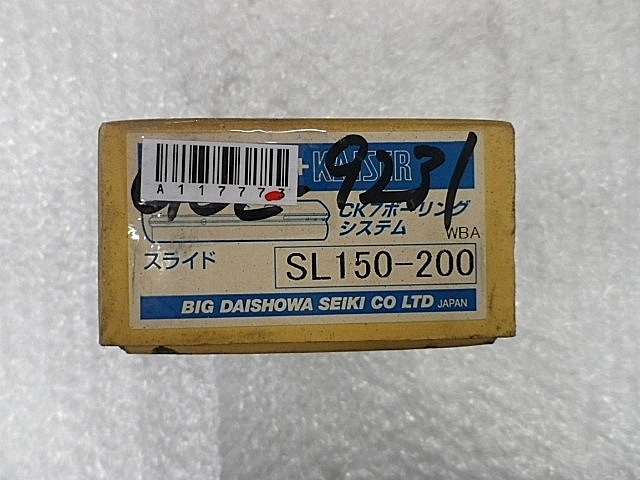 +KAISER
A117773
9231
CK7ボーリング
システム
WBA
スライド
SL150-200
BIG DAISHOWA SEIKI CO LTD JAPAN